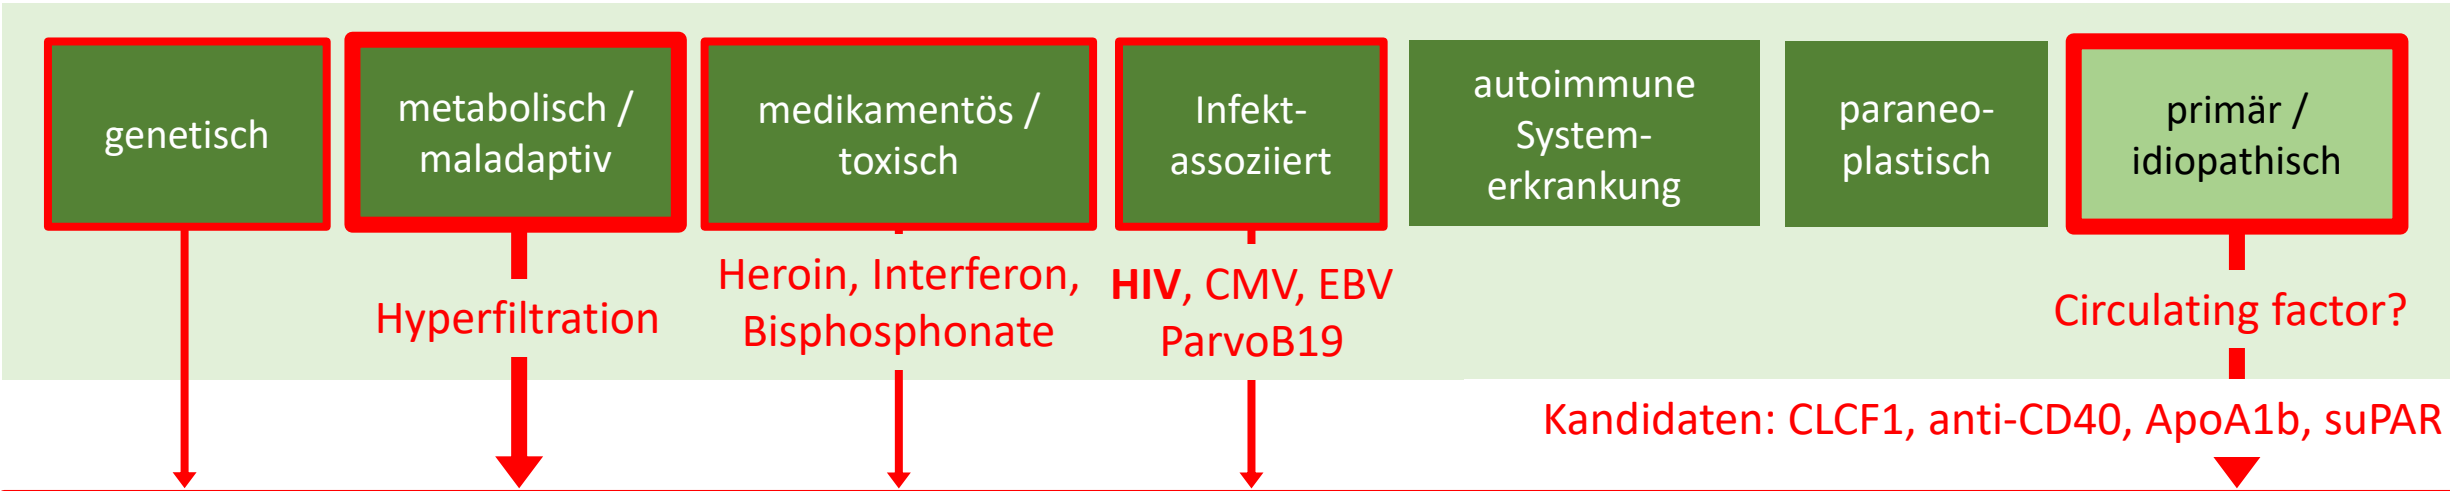 genetisch
metabolisch /
maladaptiv
medikamentös /
toxisch
Infekt-
assoziiert
autoimmune
System-
erkrankung
paraneo-
plastisch
primär /
idiopathisch
Hyperfiltration
Heroin, Interferon,
Bisphosphonate
HIV, CMV, EBV
ParvoB19
Circulating factor?
Kandidaten: CLCF1, anti-CD40, ApoA1b, suPAR